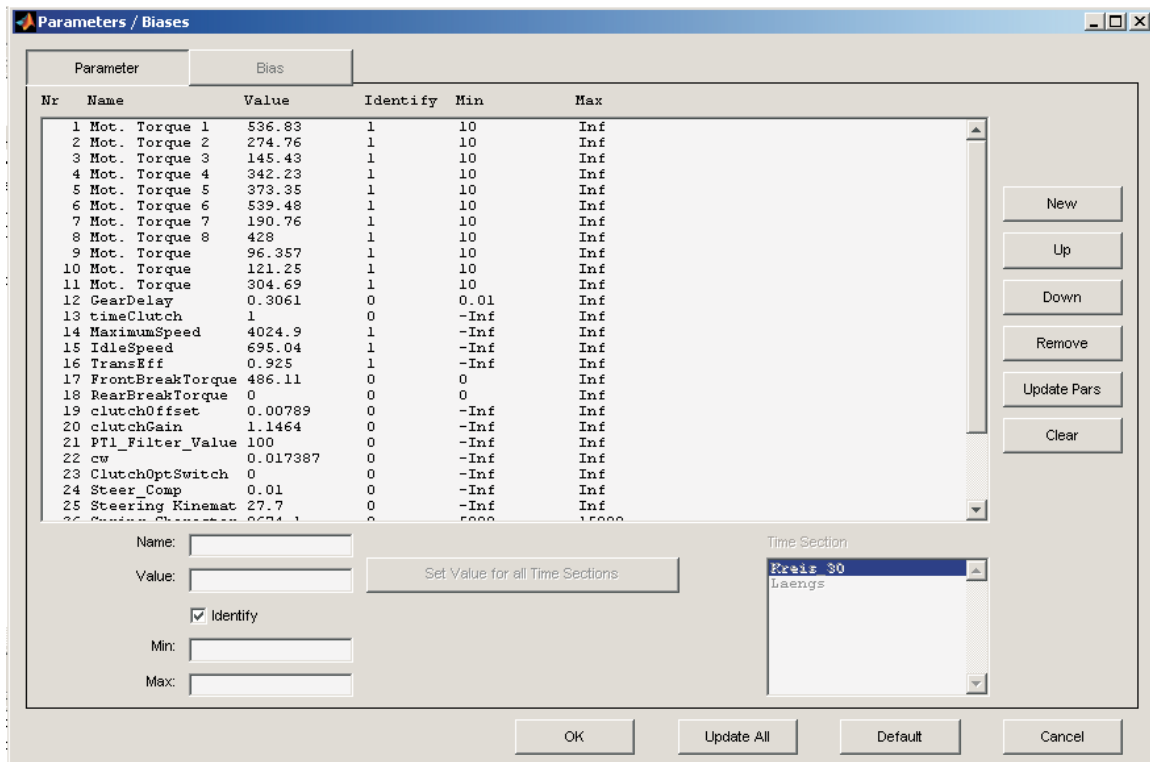 Parameters / Biases
Parameter Bias
Nr Name Value Identify Min Max
1 Mot. Torque 1 536.83 1 10 Inf
2 Mot. Torque 2 274.76 1 10 Inf
3 Mot. Torque 3 145.43 1 10 Inf
4 Mot. Torque 4 342.23 1 10 Inf
5 Mot. Torque 5 373.35 1 10 Inf
6 Mot. Torque 6 539.48 1 10 Inf
7 Mot. Torque 7 190.76 1 10 Inf
8 Mot. Torque 8 428 1 10 Inf
9 Mot. Torque 96.357 1 10 Inf
10 Mot. Torque 121.25 1 10 Inf
11 Mot. Torque 304.69 1 10 Inf
12 GearDelay 0.3061 0 0.01 Inf
13 timeClutch 1 0 -Inf Inf
14 MaximumSpeed 4024.9 1 -Inf Inf
15 IdleSpeed 695.04 1 -Inf Inf
16 TransEff 0.925 1 -Inf Inf
17 FrontBreakTorque 486.11 0 0 Inf
18 RearBreakTorque 0 0 0 Inf
19 clutchOffset 0.00789 0 -Inf Inf
20 clutchGain 1.1464 0 -Inf Inf
21 PT1_Filter_Value 100 0 -Inf Inf
22 cw 0.017387 0 -Inf Inf
23 ClutchOptSwitch 0 0 -Inf Inf
24 Steer_Comp 0.01 0 -Inf Inf
25 Steering Kinemat 27.7 0 -Inf Inf
New
Up
Down
Remove
Update Pars
Clear
Name:
Value:
Set Value for all Time Sections
Identify
Min:
Max:
Time Section
Kreis_30
Laengs
OK Update All Default Cancel